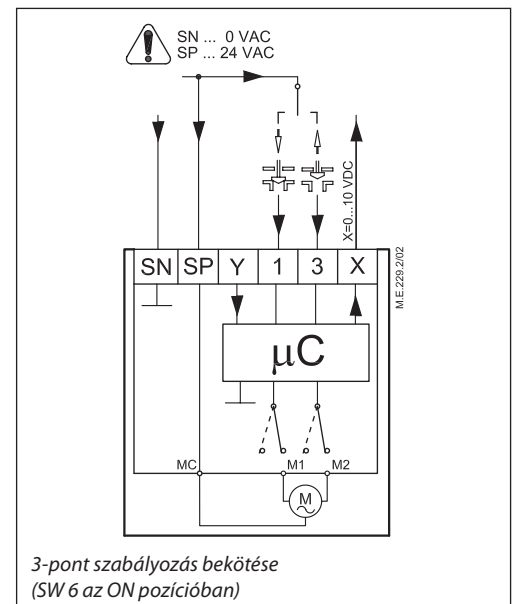 SN ... 0 VAC
SP ... 24 VAC
X=0...10 VDC
SN SP Y 1 3 X
M.E.229.2/02
µC
MC M1 M2
M
3-pont szabályozás bekötése
(SW 6 az ON pozícióban)